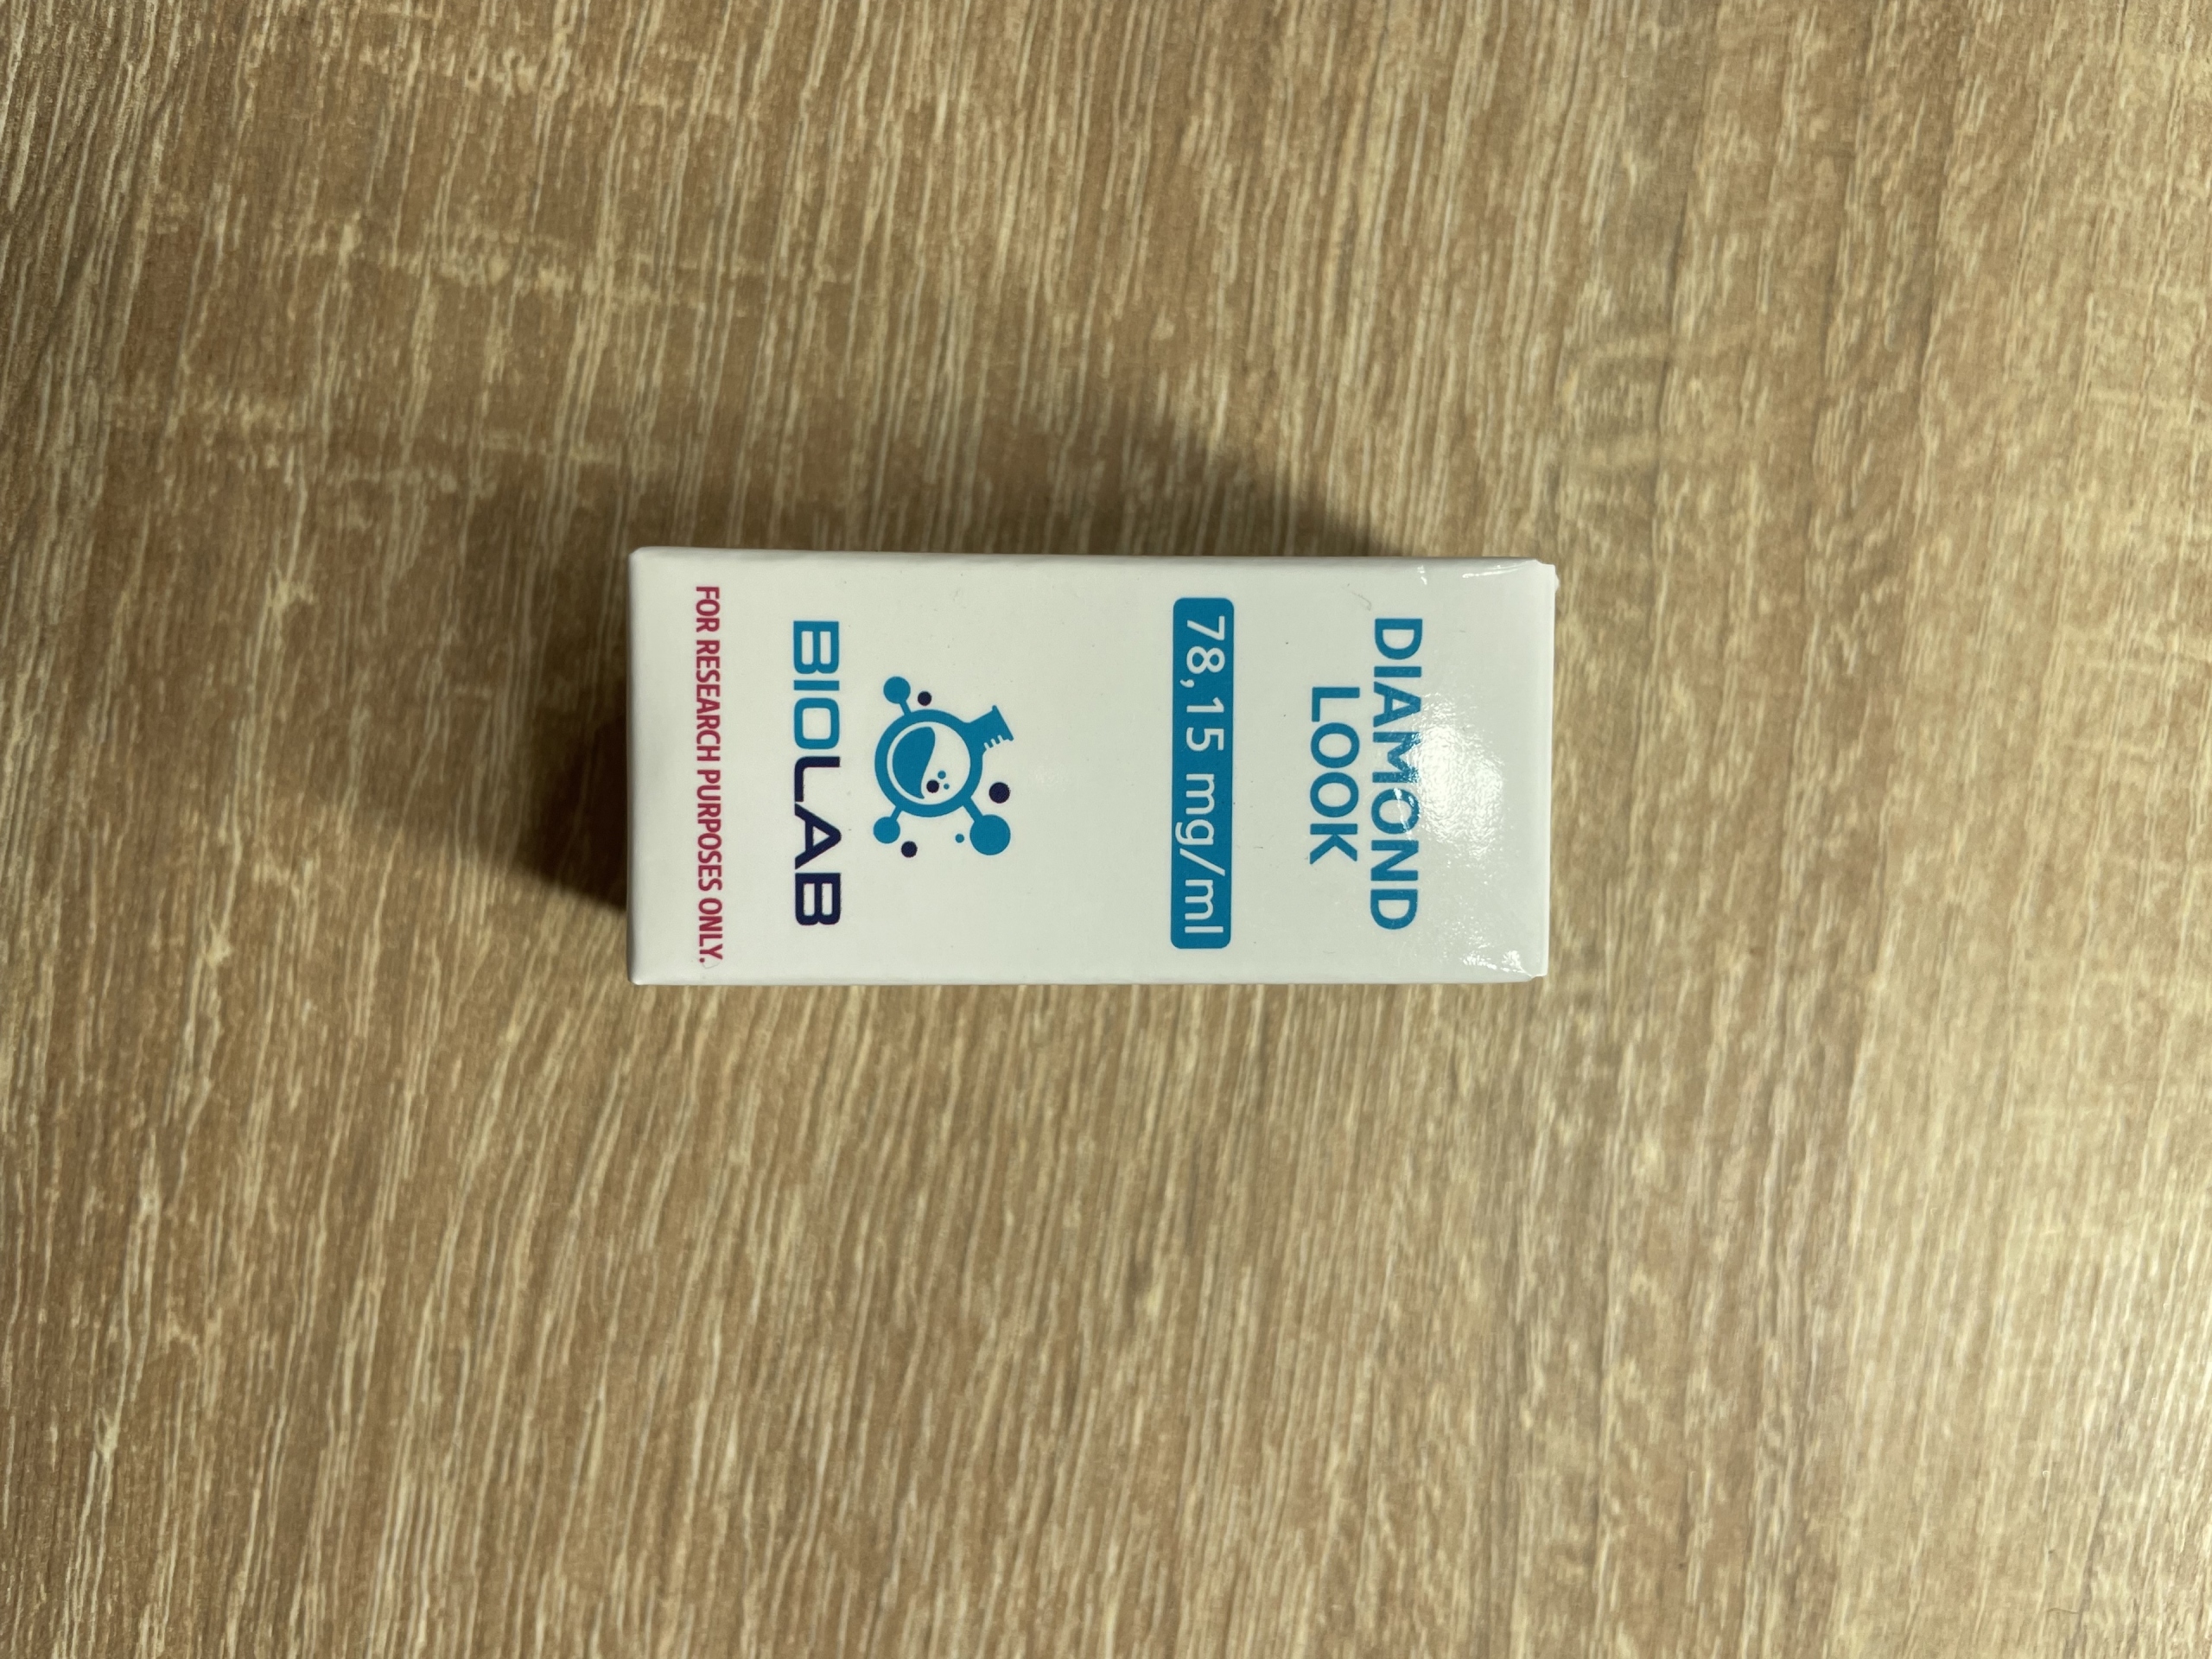 DIAMOND
LOOK
78,15 mg/ml
BIOLAB
FOR RESEARCH PURPOSES ONLY.